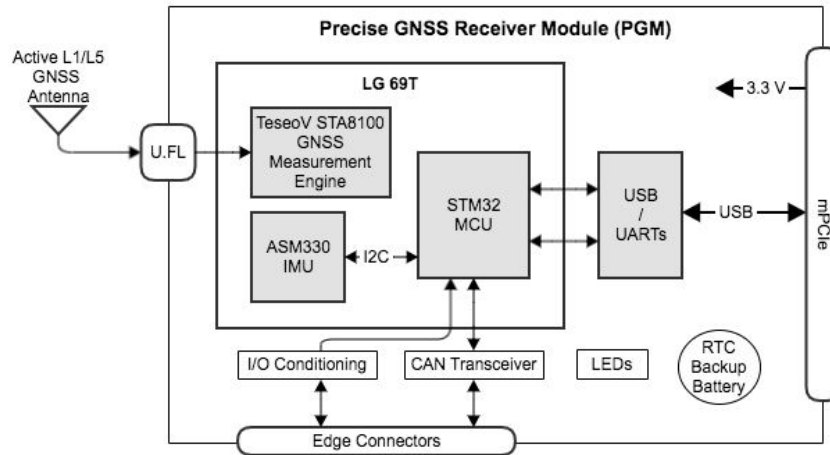 Precise GNSS Receiver Module (PGM)
Active L1/L5
GNSS
Antenna
LG 69T
3.3 V
TeseoV STA8100
GNSS
Measurement
Engine
U.FL
STM32
MCU
USB
/
UARTs
USB
mPCIe
ASM330
IMU
I2C
I/O Conditioning
CAN Transceiver
LEDs
RTC
Backup
Battery
Edge Connectors